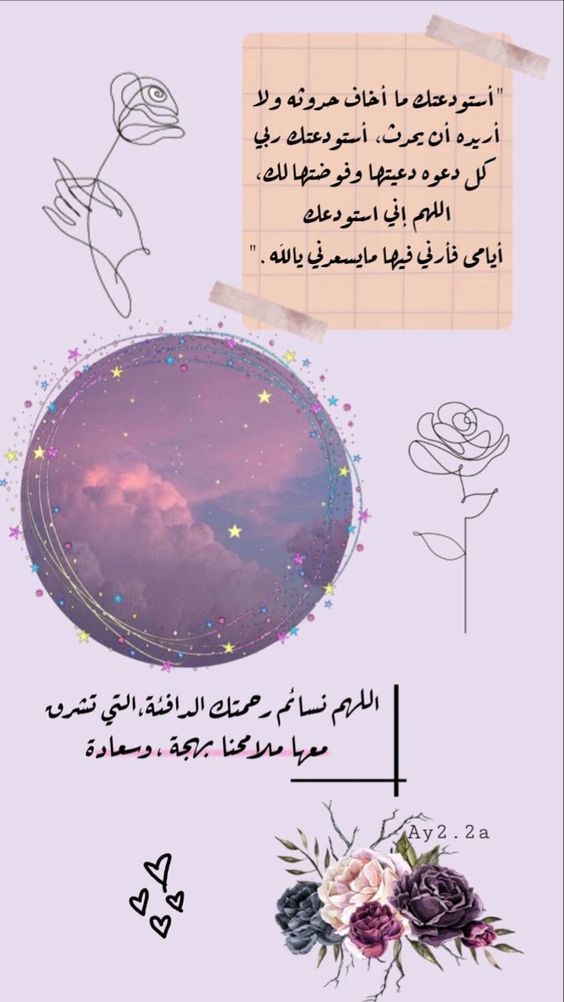 "أستودعتك ما أخاف حدوثه ولا
أريده أن يحدث، أستودعتك ربي
كل دعوه دعيتها وفوضتها لك،
اللهم إني استودعك
أيامى فأرني فيها مايسعدني يالله . "
اللهم نسائم رحمتك الدافئة،التي تشرق
معها ملامحنا بهجة ، وسعادة
Ay2.2a